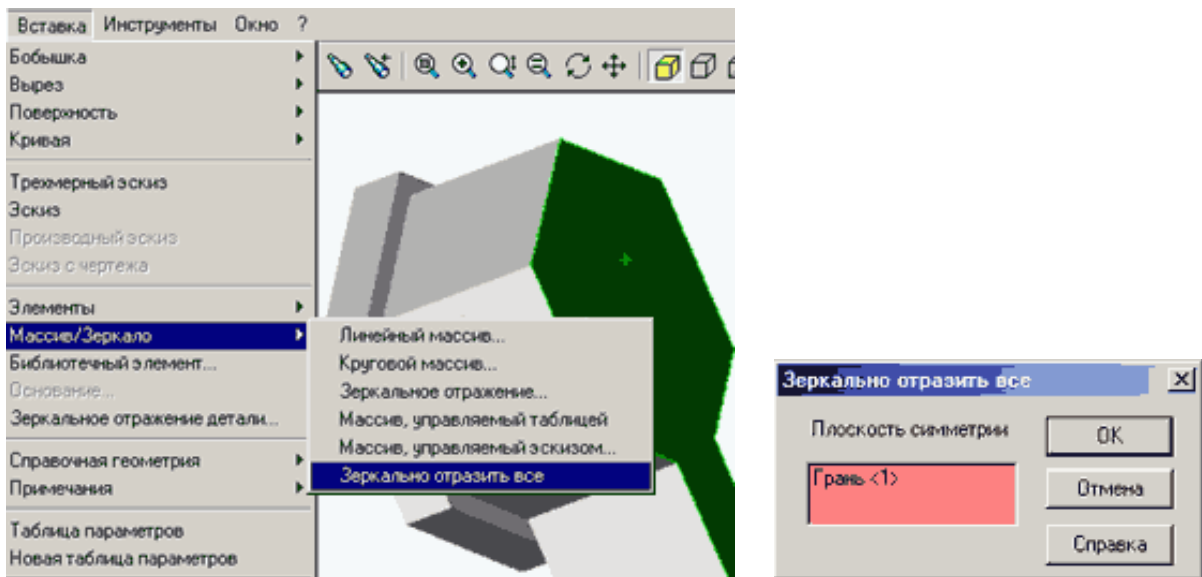 Вставка Инструменты Окно ?
Бобышка
Вырез
Поверхность
Кривая
Трехмерный эскиз
Эскиз
Производный эскиз
Эскиз с чертежа
Элементы
Массив/Зеркало
Библиотечный элемент...
Основание...
Зеркальное отражение детали...
Справочная геометрия
Примечания
Таблица параметров
Новая таблица параметров
Линейный массив...
Круговой массив...
Зеркальное отражение...
Массив, управляемый таблицей
Массив, управляемый эскизом...
Зеркально отразить все
Зеркально отразить все
Плоскость симметрии
Грань <1>
OK
Отмена
Справка